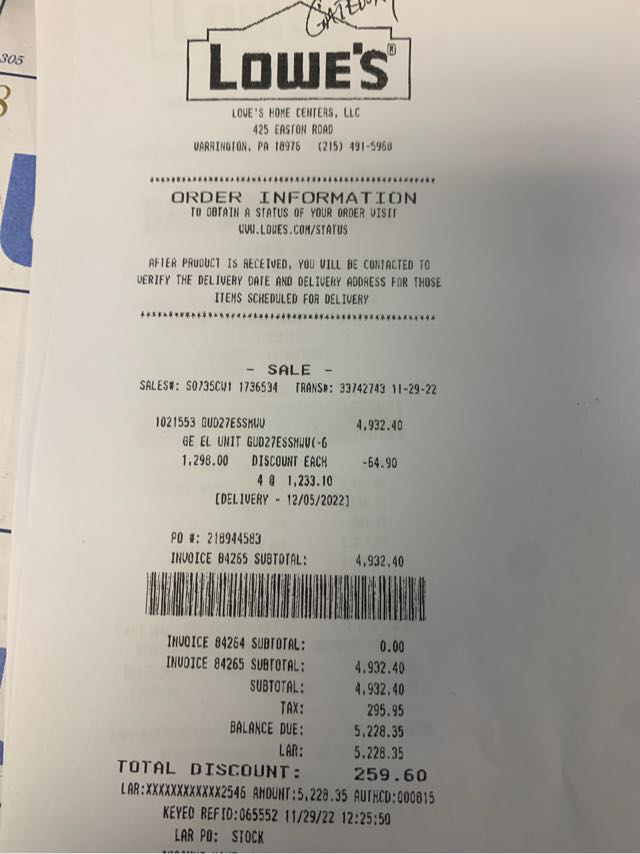 305
8
GATEWAY
LOWE'S®
LOWE'S HOME CENTERS, LLC
425 EASTON ROAD
WARRINGTON, PA 18976 (215) 491-5960
ORDER INFORMATION
TO OBTAIN A STATUS OF YOUR ORDER VISIT
WWW.LOWES.COM/STATUS
AFTER PRODUCT IS RECEIVED, YOU WILL BE CONTACTED TO
VERIFY THE DELIVERY DATE AND DELIVERY ADDRESS FOR THOSE
ITEMS SCHEDULED FOR DELIVERY
- SALE -
SALES#: S0735CW1 1736534 TRANS#: 33742743 11-29-22
1021553 GUD27ESSMWW 4,932.40
GE EL UNIT GUD27ESSMWW(-6
1,298.00 DISCOUNT EACH -64.90
4 @ 1,233.10
[DELIVERY - 12/05/2022]
PO #: 218944583
INVOICE 84265 SUBTOTAL: 4,932.40
INVOICE 84264 SUBTOTAL: 0.00
INVOICE 84265 SUBTOTAL: 4,932.40
SUBTOTAL: 4,932.40
TAX: 295.95
BALANCE DUE: 5,228.35
LAR: 5,228.35
TOTAL DISCOUNT: 259.60
LAR:XXXXXXXXXXXX2546 AMOUNT:5,228.35 AUTHCD:000815
KEYED REFID:065552 11/29/22 12:25:50
LAR PO: STOCK